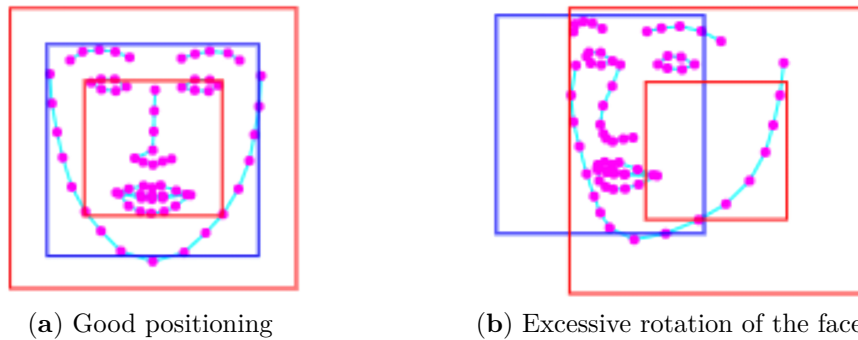 (a) Good positioning
(b) Excessive rotation of the face